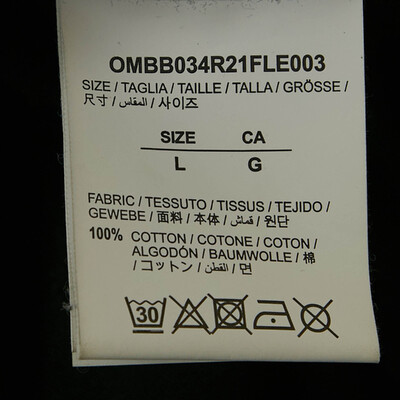 OMBB034R21FLE003
SIZE / TAGLIA / TAILLE / TALLA / GRÖSSE /
尺寸 / المقاس / 사이즈
SIZE CA
L G
FABRIC / TESSUTO / TISSUS / TEJIDO /
GEWEBE / 面料 / 本体 / قماش / 원단
100% COTTON / COTONE / COTON /
ALGODÓN / BAUMWOLLE / 棉
/ コットン / القطن / 면
30